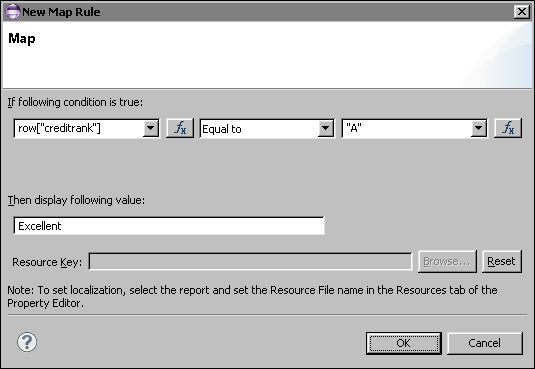 New Map Rule
Map
If following condition is true:
row["creditrank"] fx Equal to "A" fx
Then display following value:
Excellent
Resource Key: Browse... Reset
Note: To set localization, select the report and set the Resource File name in the Resources tab of the
Property Editor.
? OK Cancel